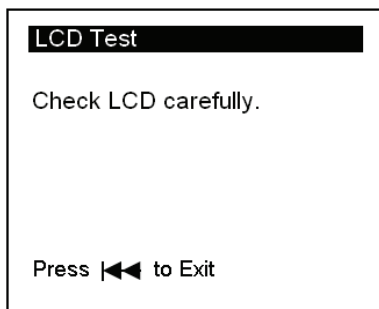 LCD Test
Check LCD carefully.
Press |◀◀ to Exit